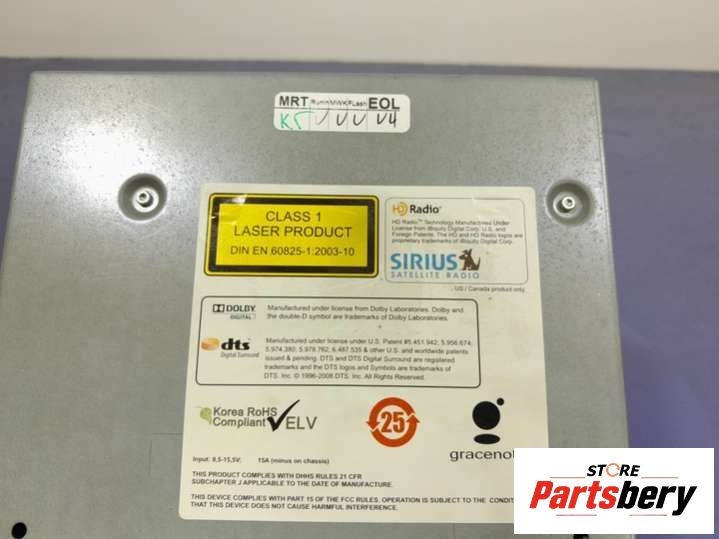 MRT RunIn MWK FLash EOL
K5 V V V V4
CLASS 1
LASER PRODUCT
DIN EN 60825-1:2003-10
HD Radio
HD Radio™ Technology Manufactured Under
License from iBiquity Digital Corp. U.S. and
Foreign Patents. The HD and HD Radio logos are
proprietary trademarks of iBiquity Digital Corp.
SIRIUS
SATELLITE RADIO
US / Canada product only
DOLBY
DIGITAL
Manufactured under license from Dolby Laboratories. Dolby and
the double-D symbol are trademarks of Dolby Laboratories.
dts
Digital Surround
Manufactured under license under U.S. Patent #5,451,942; 5,956,674;
5,974,380; 5,978,762; 6,487,535 & other U.S. and worldwide patents
issued & pending. DTS and DTS Digital Surround are registered
trademarks and the DTS logos and Symbols are trademarks of
DTS, Inc. © 1996-2008 DTS, Inc. All Rights Reserved.
Korea RoHS
Compliant
ELV
25
graceno
Input: 9,5-15,5V; 15A (minus on chassis)
THIS PRODUCT COMPLIES WITH DHHS RULES 21 CFR
SUBCHAPTER J APPLICABLE TO THE DATE OF MANUFACTURE.
THIS DEVICE COMPLIES WITH PART 15 OF THE FCC RULES. OPERATION IS SUBJECT TO THE CONDIT
THAT THIS DEVICE DOES NOT CAUSE HARMFUL INTERFERENCE.
STORE
Partsbery